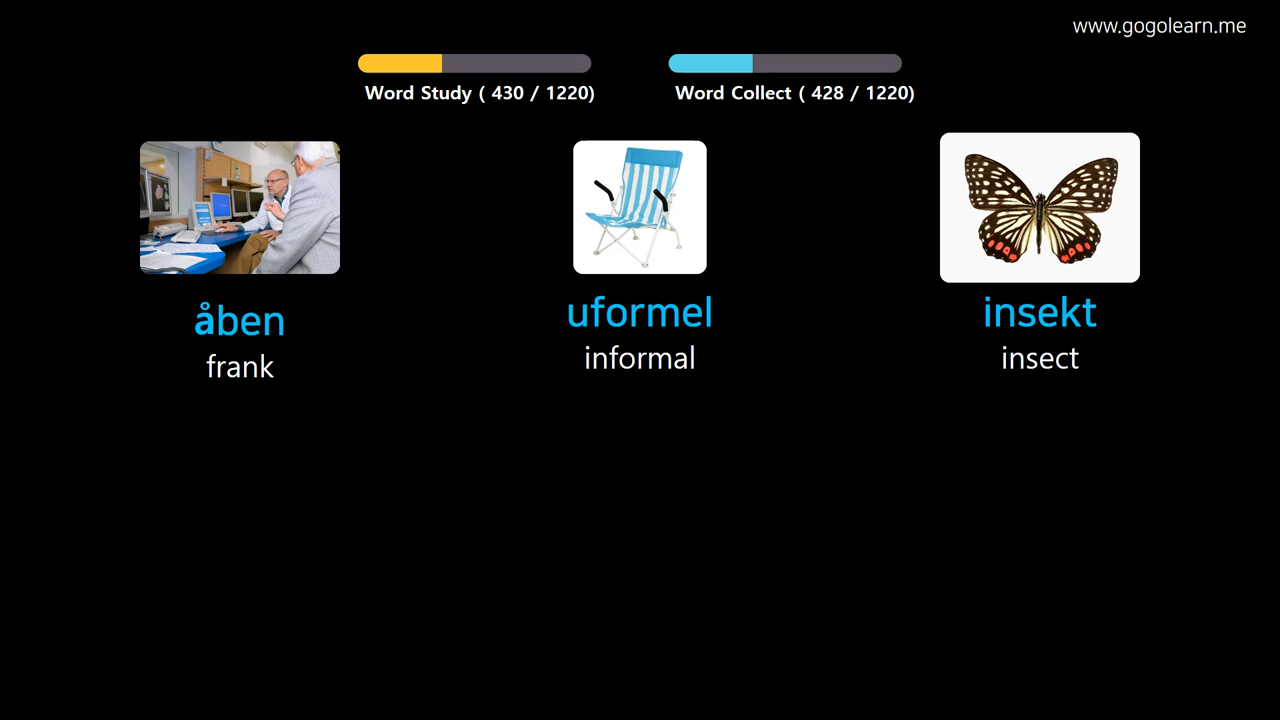 www.gogolearn.me
Word Study ( 430 / 1220)
Word Collect ( 428 / 1220)
åben
frank
uformel
informal
insekt
insect